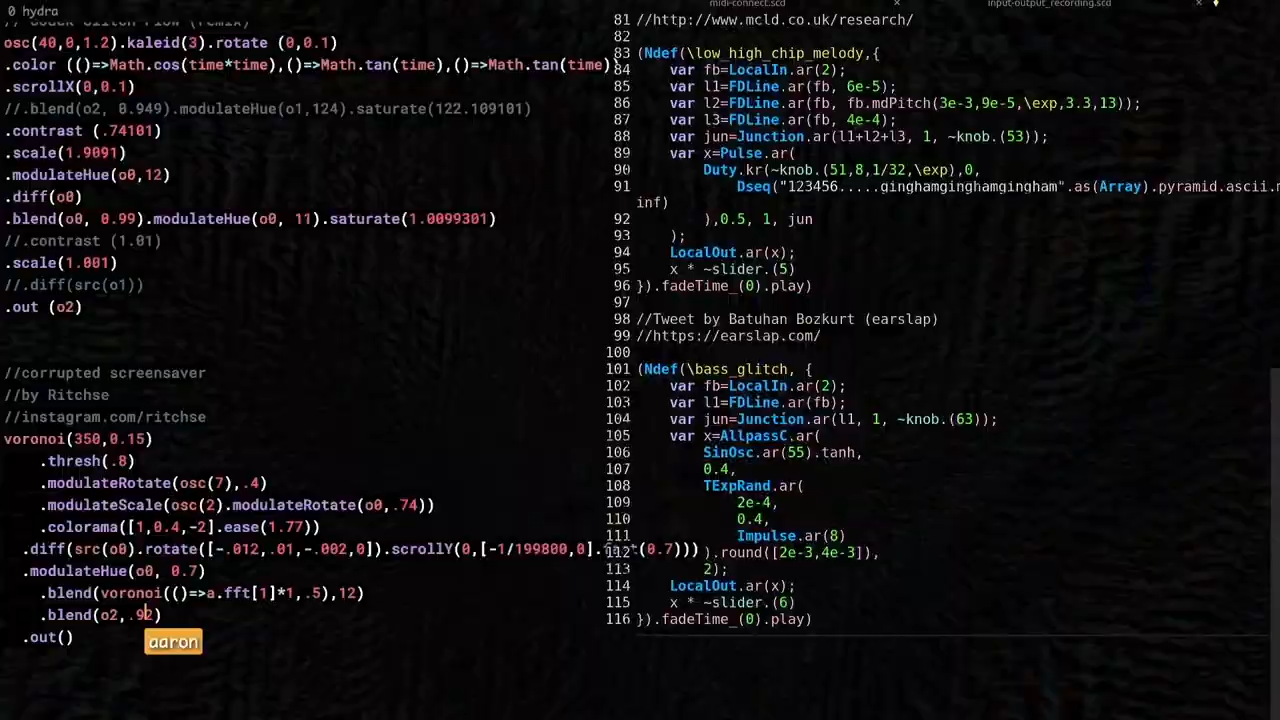 0 hydra
// Codek Glitch Flow (remix)
osc(40,0,1.2).kaleid(3).rotate (0,0.1)
.color (()=>Math.cos(time*time),()=>Math.tan(time),()=>Math.tan(time)
.scrollX(0,0.1)
//.blend(o2, 0.949).modulateHue(o1,124).saturate(122.109101)
.contrast (.74101)
.scale(1.9091)
.modulateHue(o0,12)
.diff(o0)
.blend(o0, 0.99).modulateHue(o0, 11).saturate(1.0099301)
//.contrast (1.01)
.scale(1.001)
//.diff(src(o1))
.out (o2)
//corrupted screensaver
//by Ritchse
//instagram.com/ritchse
voronoi(350,0.15)
.thresh(.8)
.modulateRotate(osc(7),.4)
.modulateScale(osc(2).modulateRotate(o0,.74))
.colorama([1,0.4,-2].ease(1.77))
.diff(src(o0).rotate([-.012,.01,-.002,0]).scrollY(0,[-1/199800,0].fast(0.7)))
.modulateHue(o0, 0.7)
.blend(voronoi(()=>a.fft[1]*1,.5),12)
.blend(o2,.92)
.out()
aaron
midi-connect.scd × input-output_recording.scd ×
81 //http://www.mcld.co.uk/research/
82
83 (Ndef(\low_high_chip_melody,{
84 var fb=LocalIn.ar(2);
85 var l1=FDLine.ar(fb, 6e-5);
86 var l2=FDLine.ar(fb, fb.mdPitch(3e-3,9e-5,\exp,3.3,13));
87 var l3=FDLine.ar(fb, 4e-4);
88 var jun=Junction.ar(l1+l2+l3, 1, ~knob.(53));
89 var x=Pulse.ar(
90 Duty.kr(~knob.(51,8,1/32,\exp),0,
91 Dseq("123456.....ginghamginghamgingham".as(Array).pyramid.ascii.m
inf)
92 ),0.5, 1, jun
93 );
94 LocalOut.ar(x);
95 x * ~slider.(5)
96 }).fadeTime_(0).play)
97
98 //Tweet by Batuhan Bozkurt (earslap)
99 //https://earslap.com/
100
101 (Ndef(\bass_glitch, {
102 var fb=LocalIn.ar(2);
103 var l1=FDLine.ar(fb);
104 var jun=Junction.ar(l1, 1, ~knob.(63));
105 var x=AllpassC.ar(
106 SinOsc.ar(55).tanh,
107 0.4,
108 TExpRand.ar(
109 2e-4,
110 0.4,
111 Impulse.ar(8)
112 ).round([2e-3,4e-3]),
113 2);
114 LocalOut.ar(x);
115 x * ~slider.(6)
116 }).fadeTime_(0).play)